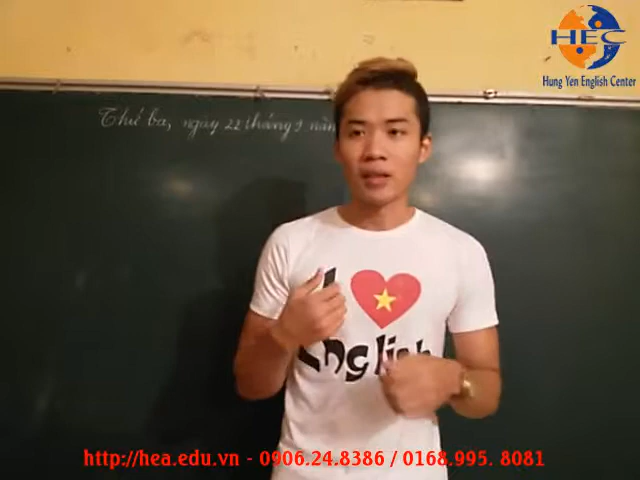 HEC
Hung Yen English Center
Thứ ba, ngày 22 tháng 9 năm
I
English
http://hea.edu.vn - 0906.24.8386 / 0168.995. 8081